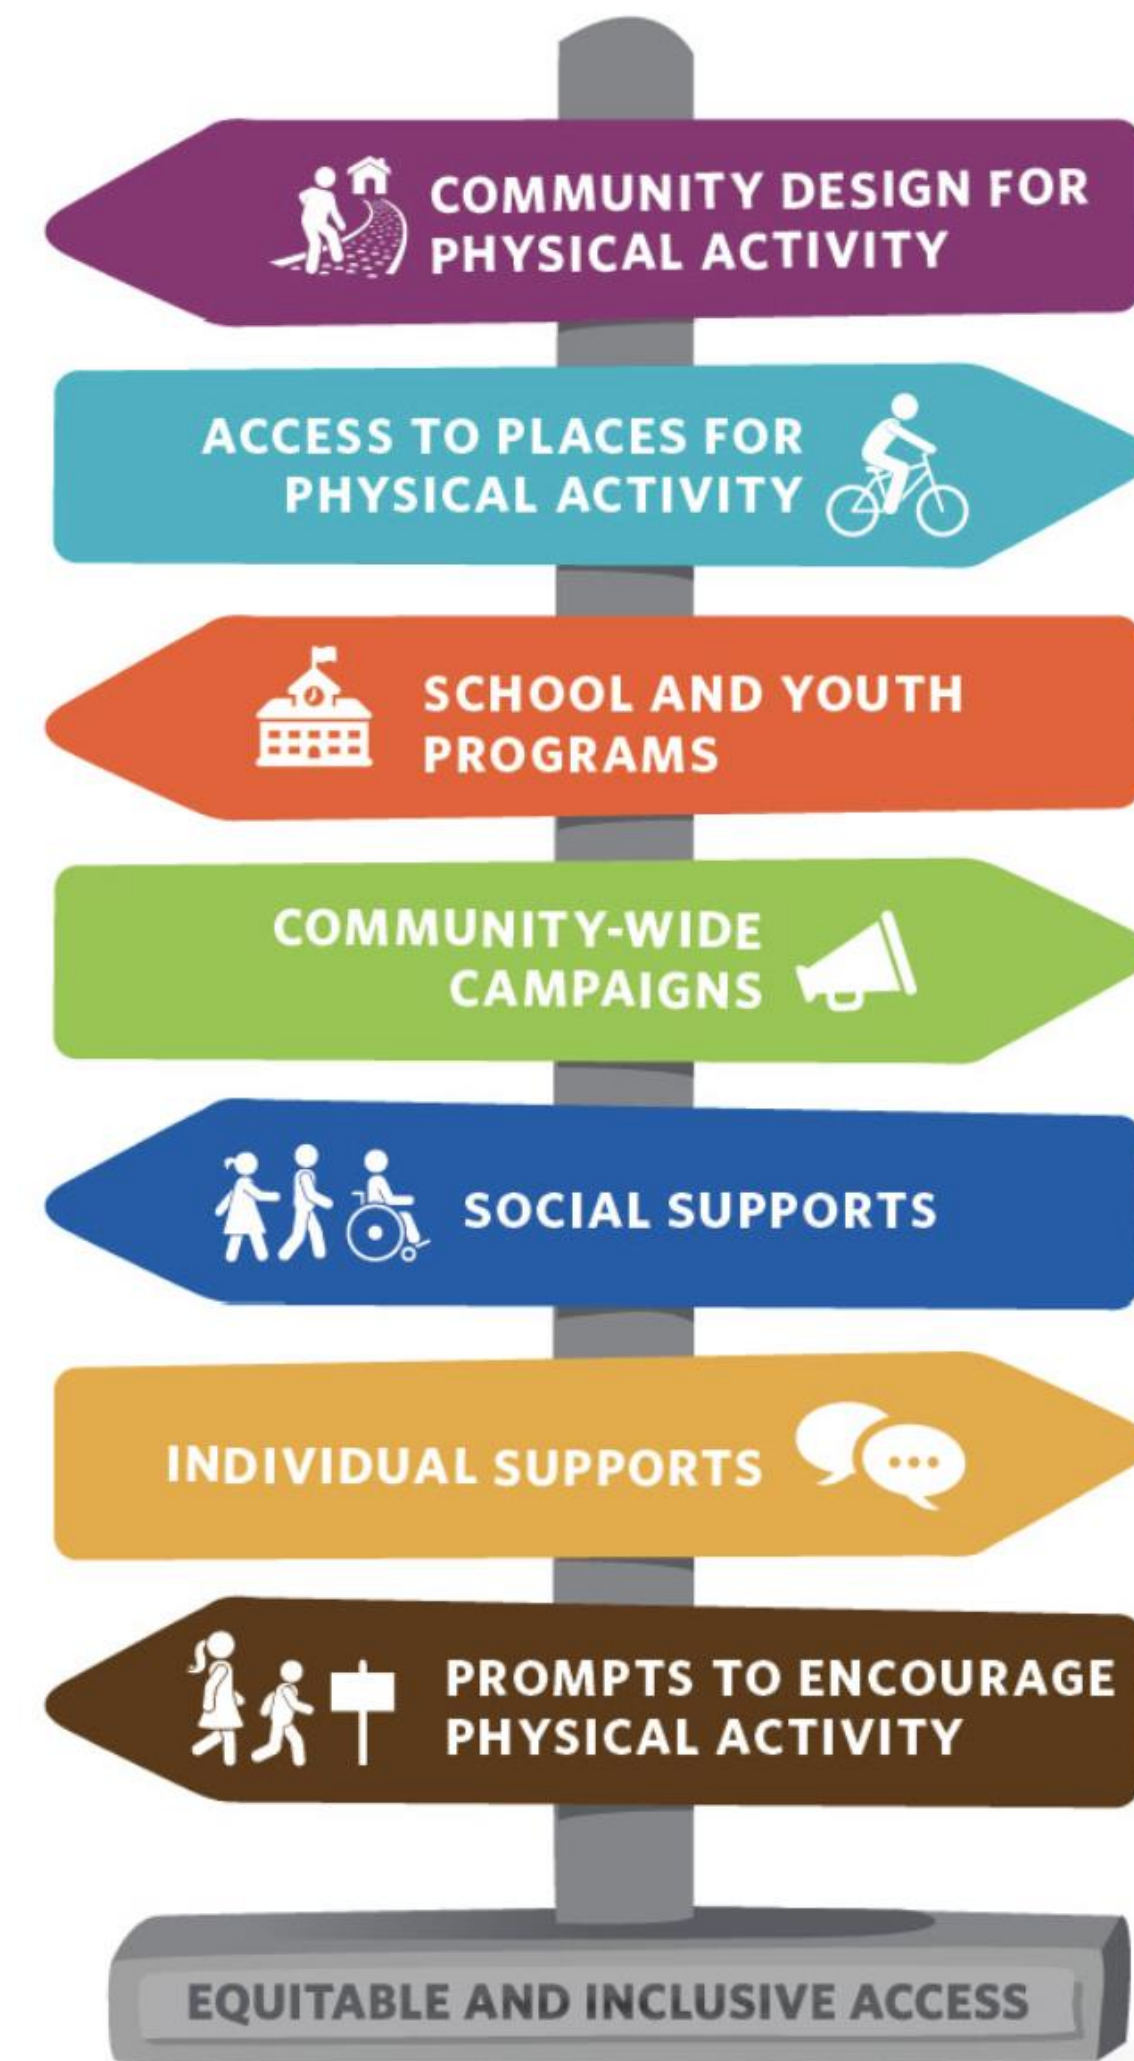 COMMUNITY DESIGN FOR
PHYSICAL ACTIVITY
ACCESS TO PLACES FOR
PHYSICAL ACTIVITY
SCHOOL AND YOUTH
PROGRAMS
COMMUNITY-WIDE
CAMPAIGNS
SOCIAL SUPPORTS
INDIVIDUAL SUPPORTS
PROMPTS TO ENCOURAGE
PHYSICAL ACTIVITY
EQUITABLE AND INCLUSIVE ACCESS